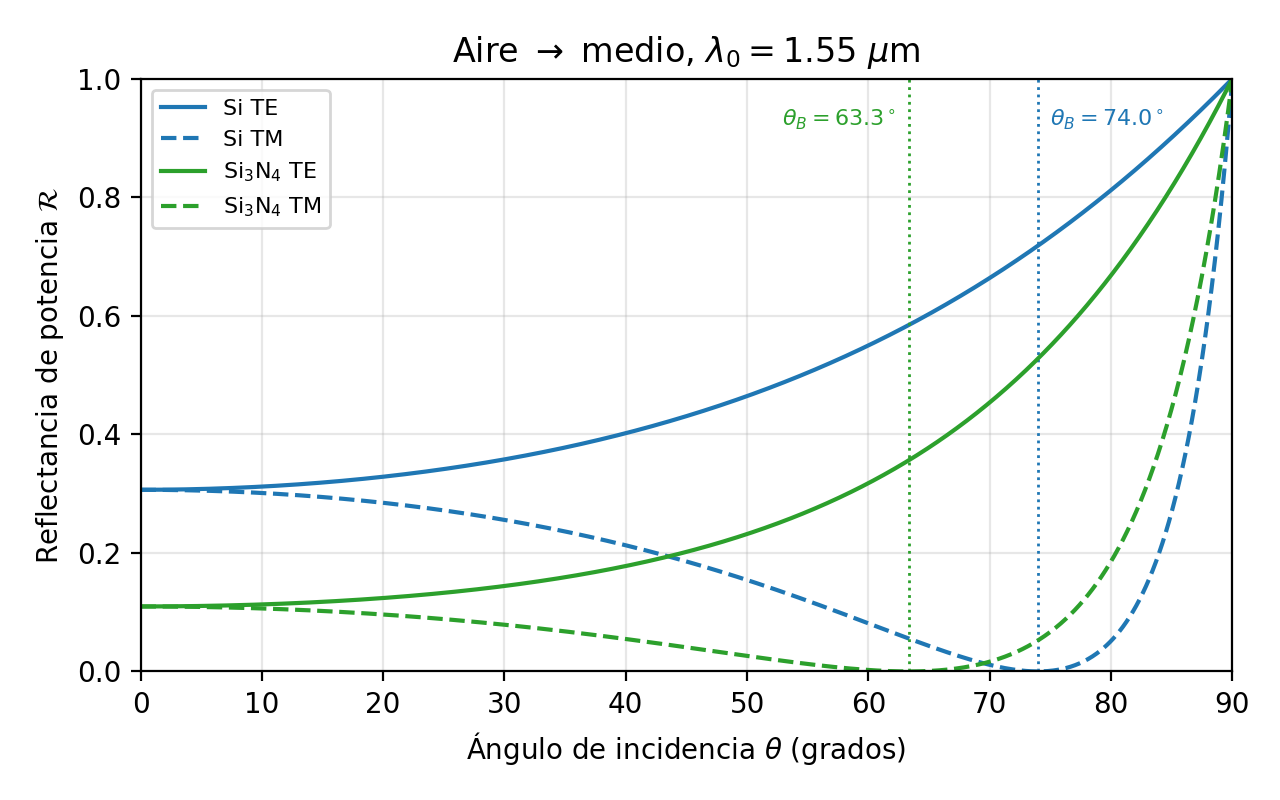 Aire → medio, λ₀ = 1.55 μm
Si TE
Si TM
Si₃N₄ TE
Si₃N₄ TM
θ_B = 63.3°
θ_B = 74.0°
Reflectancia de potencia ℛ
1.0
0.8
0.6
0.4
0.2
0.0
0 10 20 30 40 50 60 70 80 90
Ángulo de incidencia θ (grados)